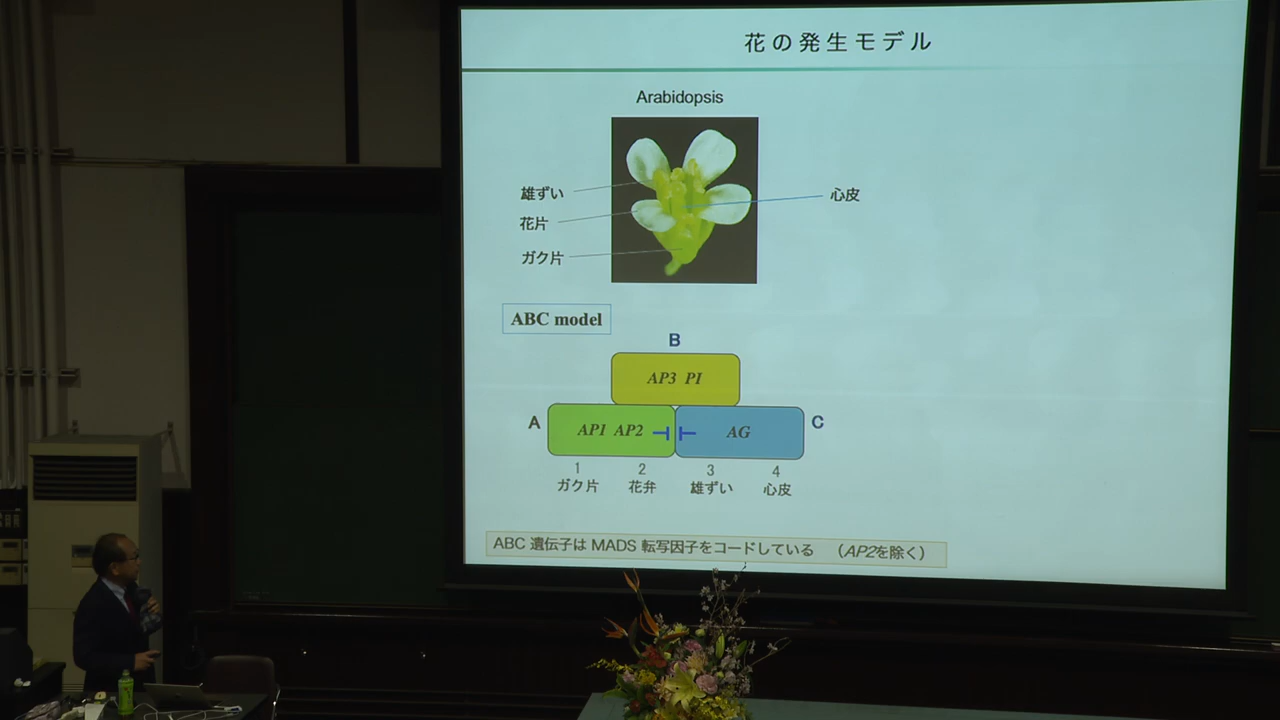 花の発生モデル
Arabidopsis
雄ずい
心皮
花片
ガク片
ABC model
B
AP3 PI
A
AP1 AP2
AG
C
1 2 3 4
ガク片 花弁 雄ずい 心皮
ABC 遺伝子は MADS 転写因子をコードしている （AP2を除く）